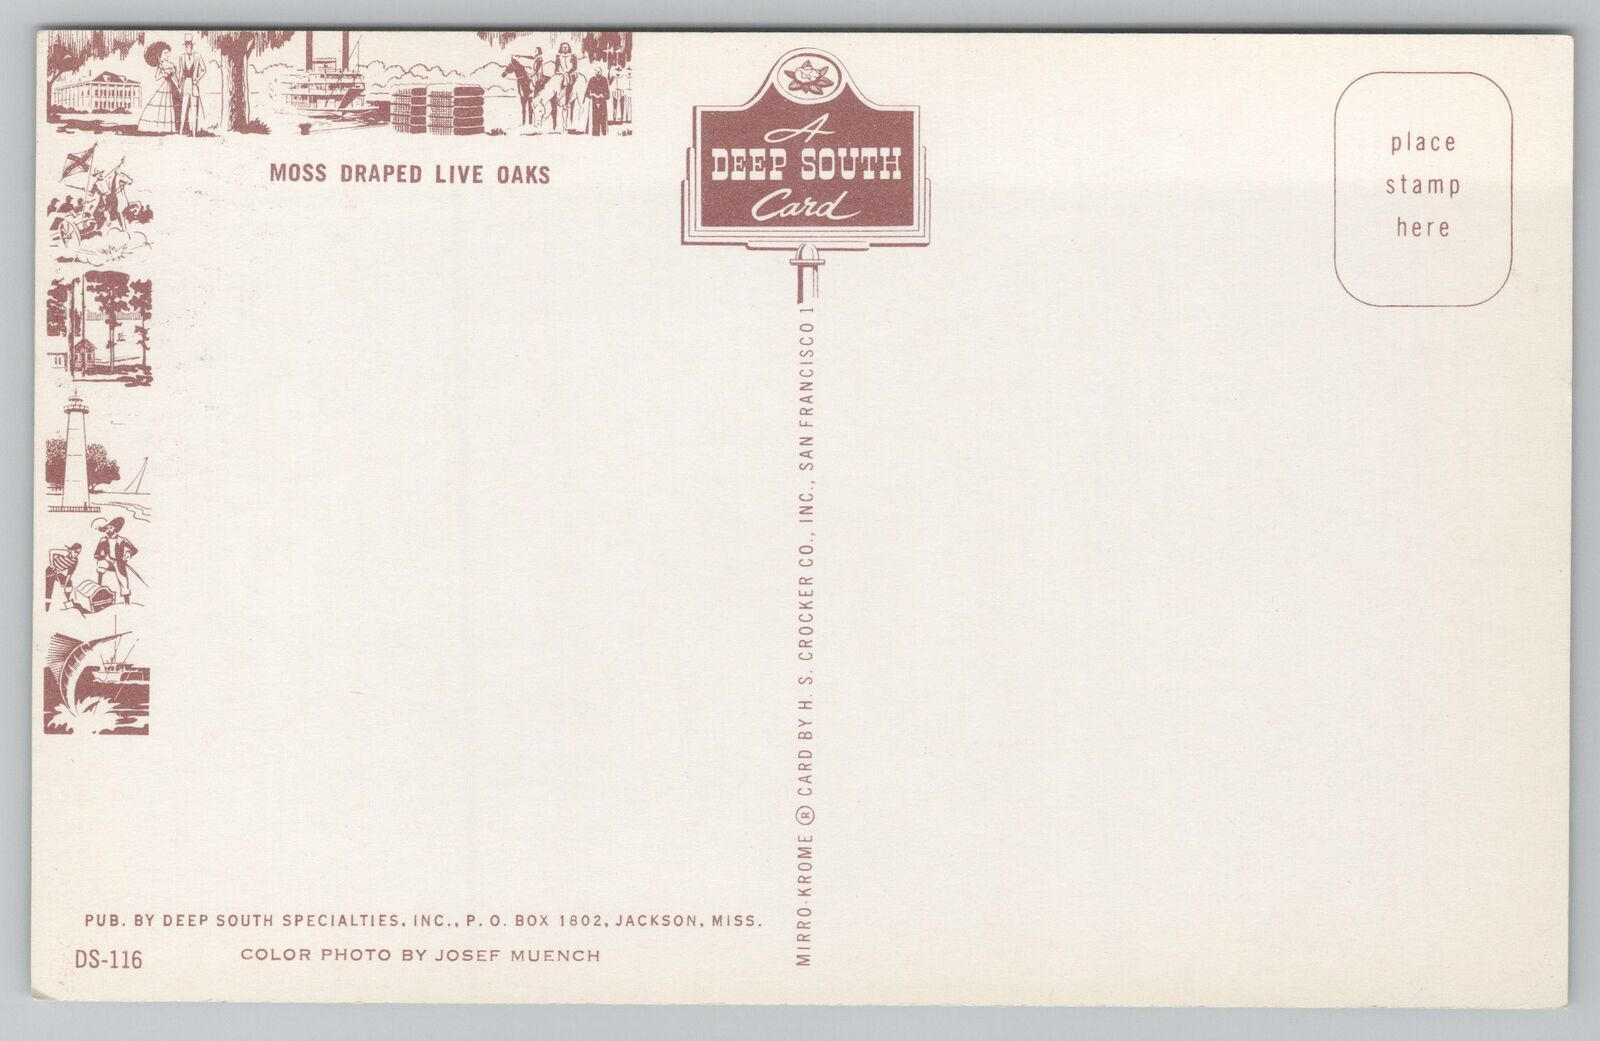 MOSS DRAPED LIVE OAKS
A
DEEP SOUTH
Card
place
stamp
here
MIRRO-KROME ® CARD BY H. S. CROCKER CO., INC., SAN FRANCISCO 1
PUB. BY DEEP SOUTH SPECIALTIES, INC., P. O. BOX 1802, JACKSON, MISS.
DS-116
COLOR PHOTO BY JOSEF MUENCH